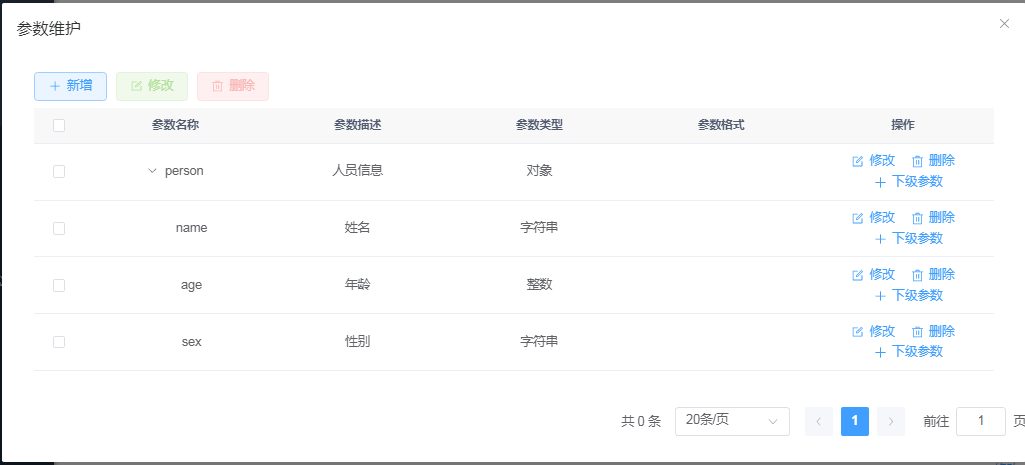 参数维护
新增 修改 删除
参数名称 参数描述 参数类型 参数格式 操作
person 人员信息 对象 修改 删除
下级参数
name 姓名 字符串 修改 删除
下级参数
age 年龄 整数 修改 删除
下级参数
sex 性别 字符串 修改 删除
下级参数
共 0 条 20条/页 1 前往 1 页